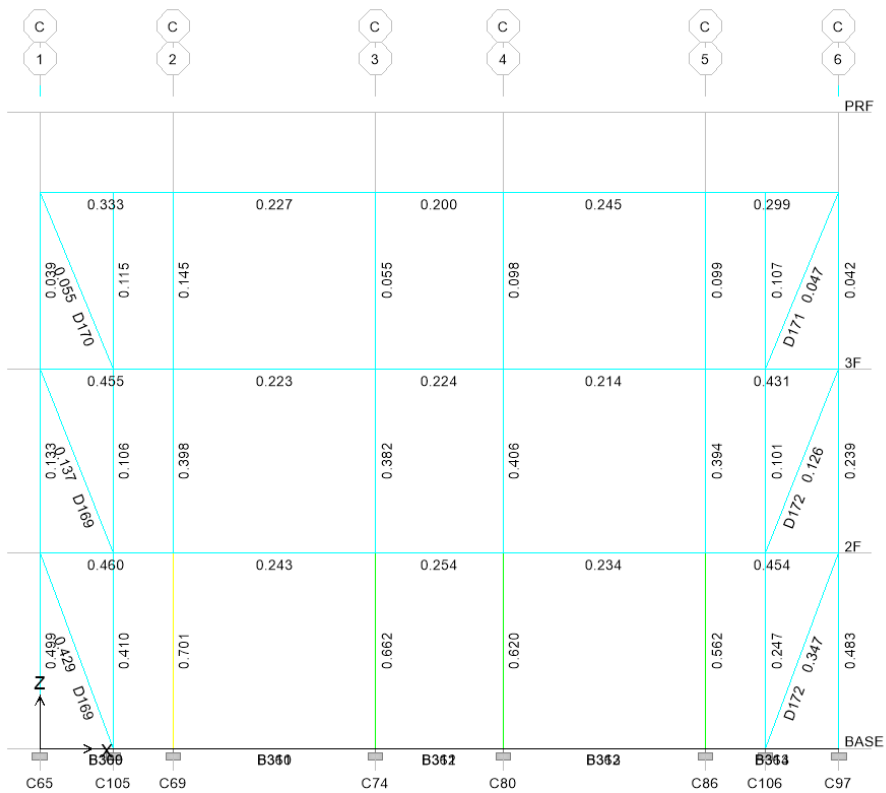 C C C C C C
1 2 3 4 5 6
PRF
0.333 0.227 0.200 0.245 0.299
0.039 0.055 D170 0.115 0.145 0.055 0.098 0.099 0.107 D171 0.047 0.042
3F
0.455 0.223 0.224 0.214 0.431
0.133 0.137 D169 0.106 0.398 0.382 0.406 0.394 0.101 D172 0.126 0.239
2F
0.460 0.243 0.254 0.234 0.454
0.499 0.429 D169 0.410 0.701 0.662 0.620 0.562 0.247 D172 0.347 0.483
Z
X
BASE
C65 C105 C69 C74 C80 C86 C106 C97